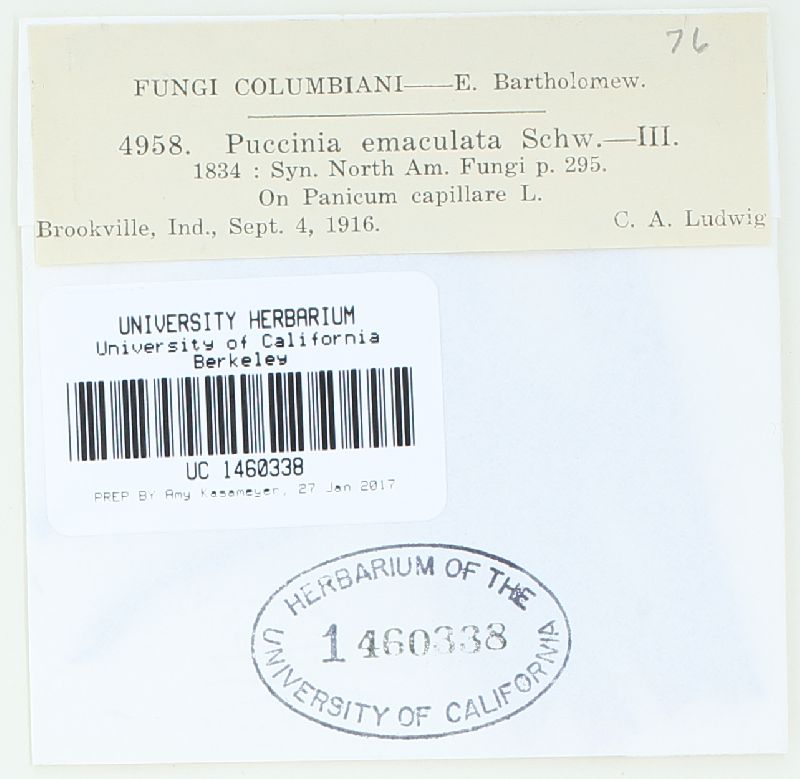 76
FUNGI COLUMBIANI——E. Bartholomew.
4958. Puccinia emaculata Schw.—III.
1834 : Syn. North Am. Fungi p. 295.
On Panicum capillare L.
Brookville, Ind., Sept. 4, 1916. C. A. Ludwig
UNIVERSITY HERBARIUM
University of California
Berkeley
UC 1460338
PREP BY Amy Kasameyer, 27 Jan 2017
HERBARIUM OF THE
1460338
UNIVERSITY OF CALIFORNIA